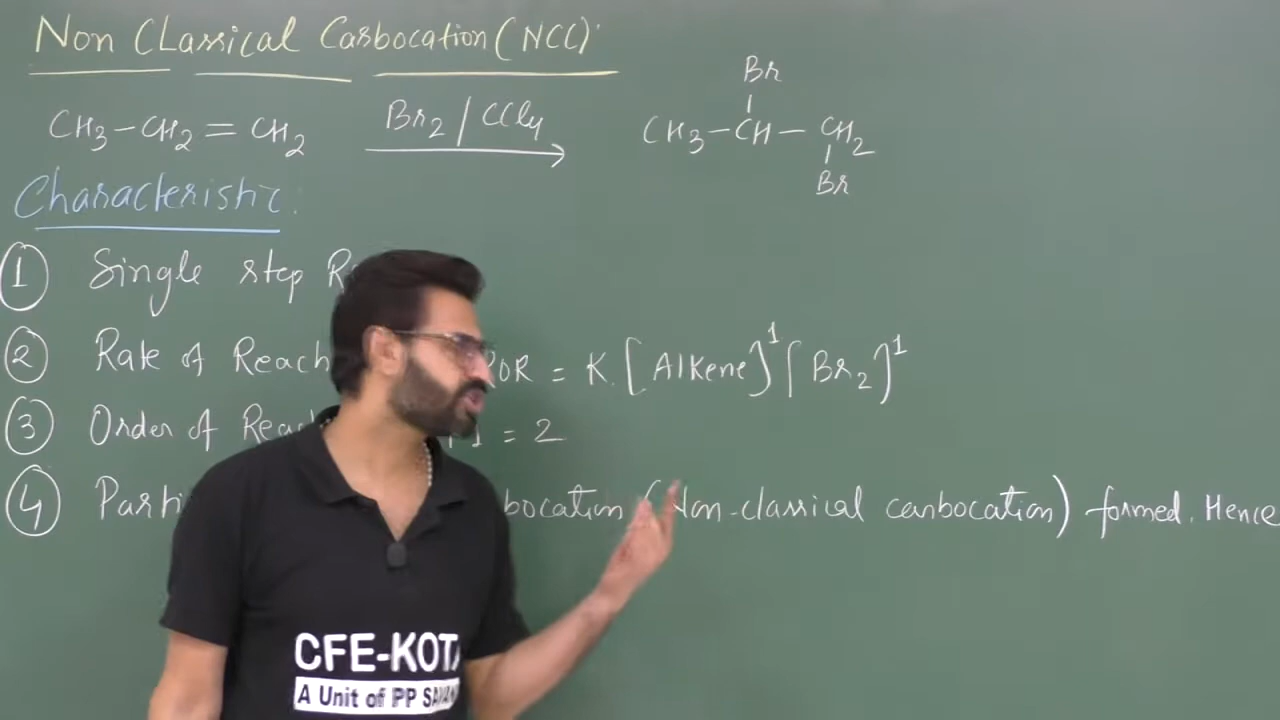 Non Classical Carbocation (NCC):
CH3-CH2=CH2 Br2/CCl4 CH3-CH-CH2
Br
Br
Characteristic:
1 Single step
2 Rate of ROR = K. [Alkene]1 [Br2]1
3 Order of = 2
4 (Non-classical carbocation) formed. Hence
CFE-KOTA
A Unit of PP